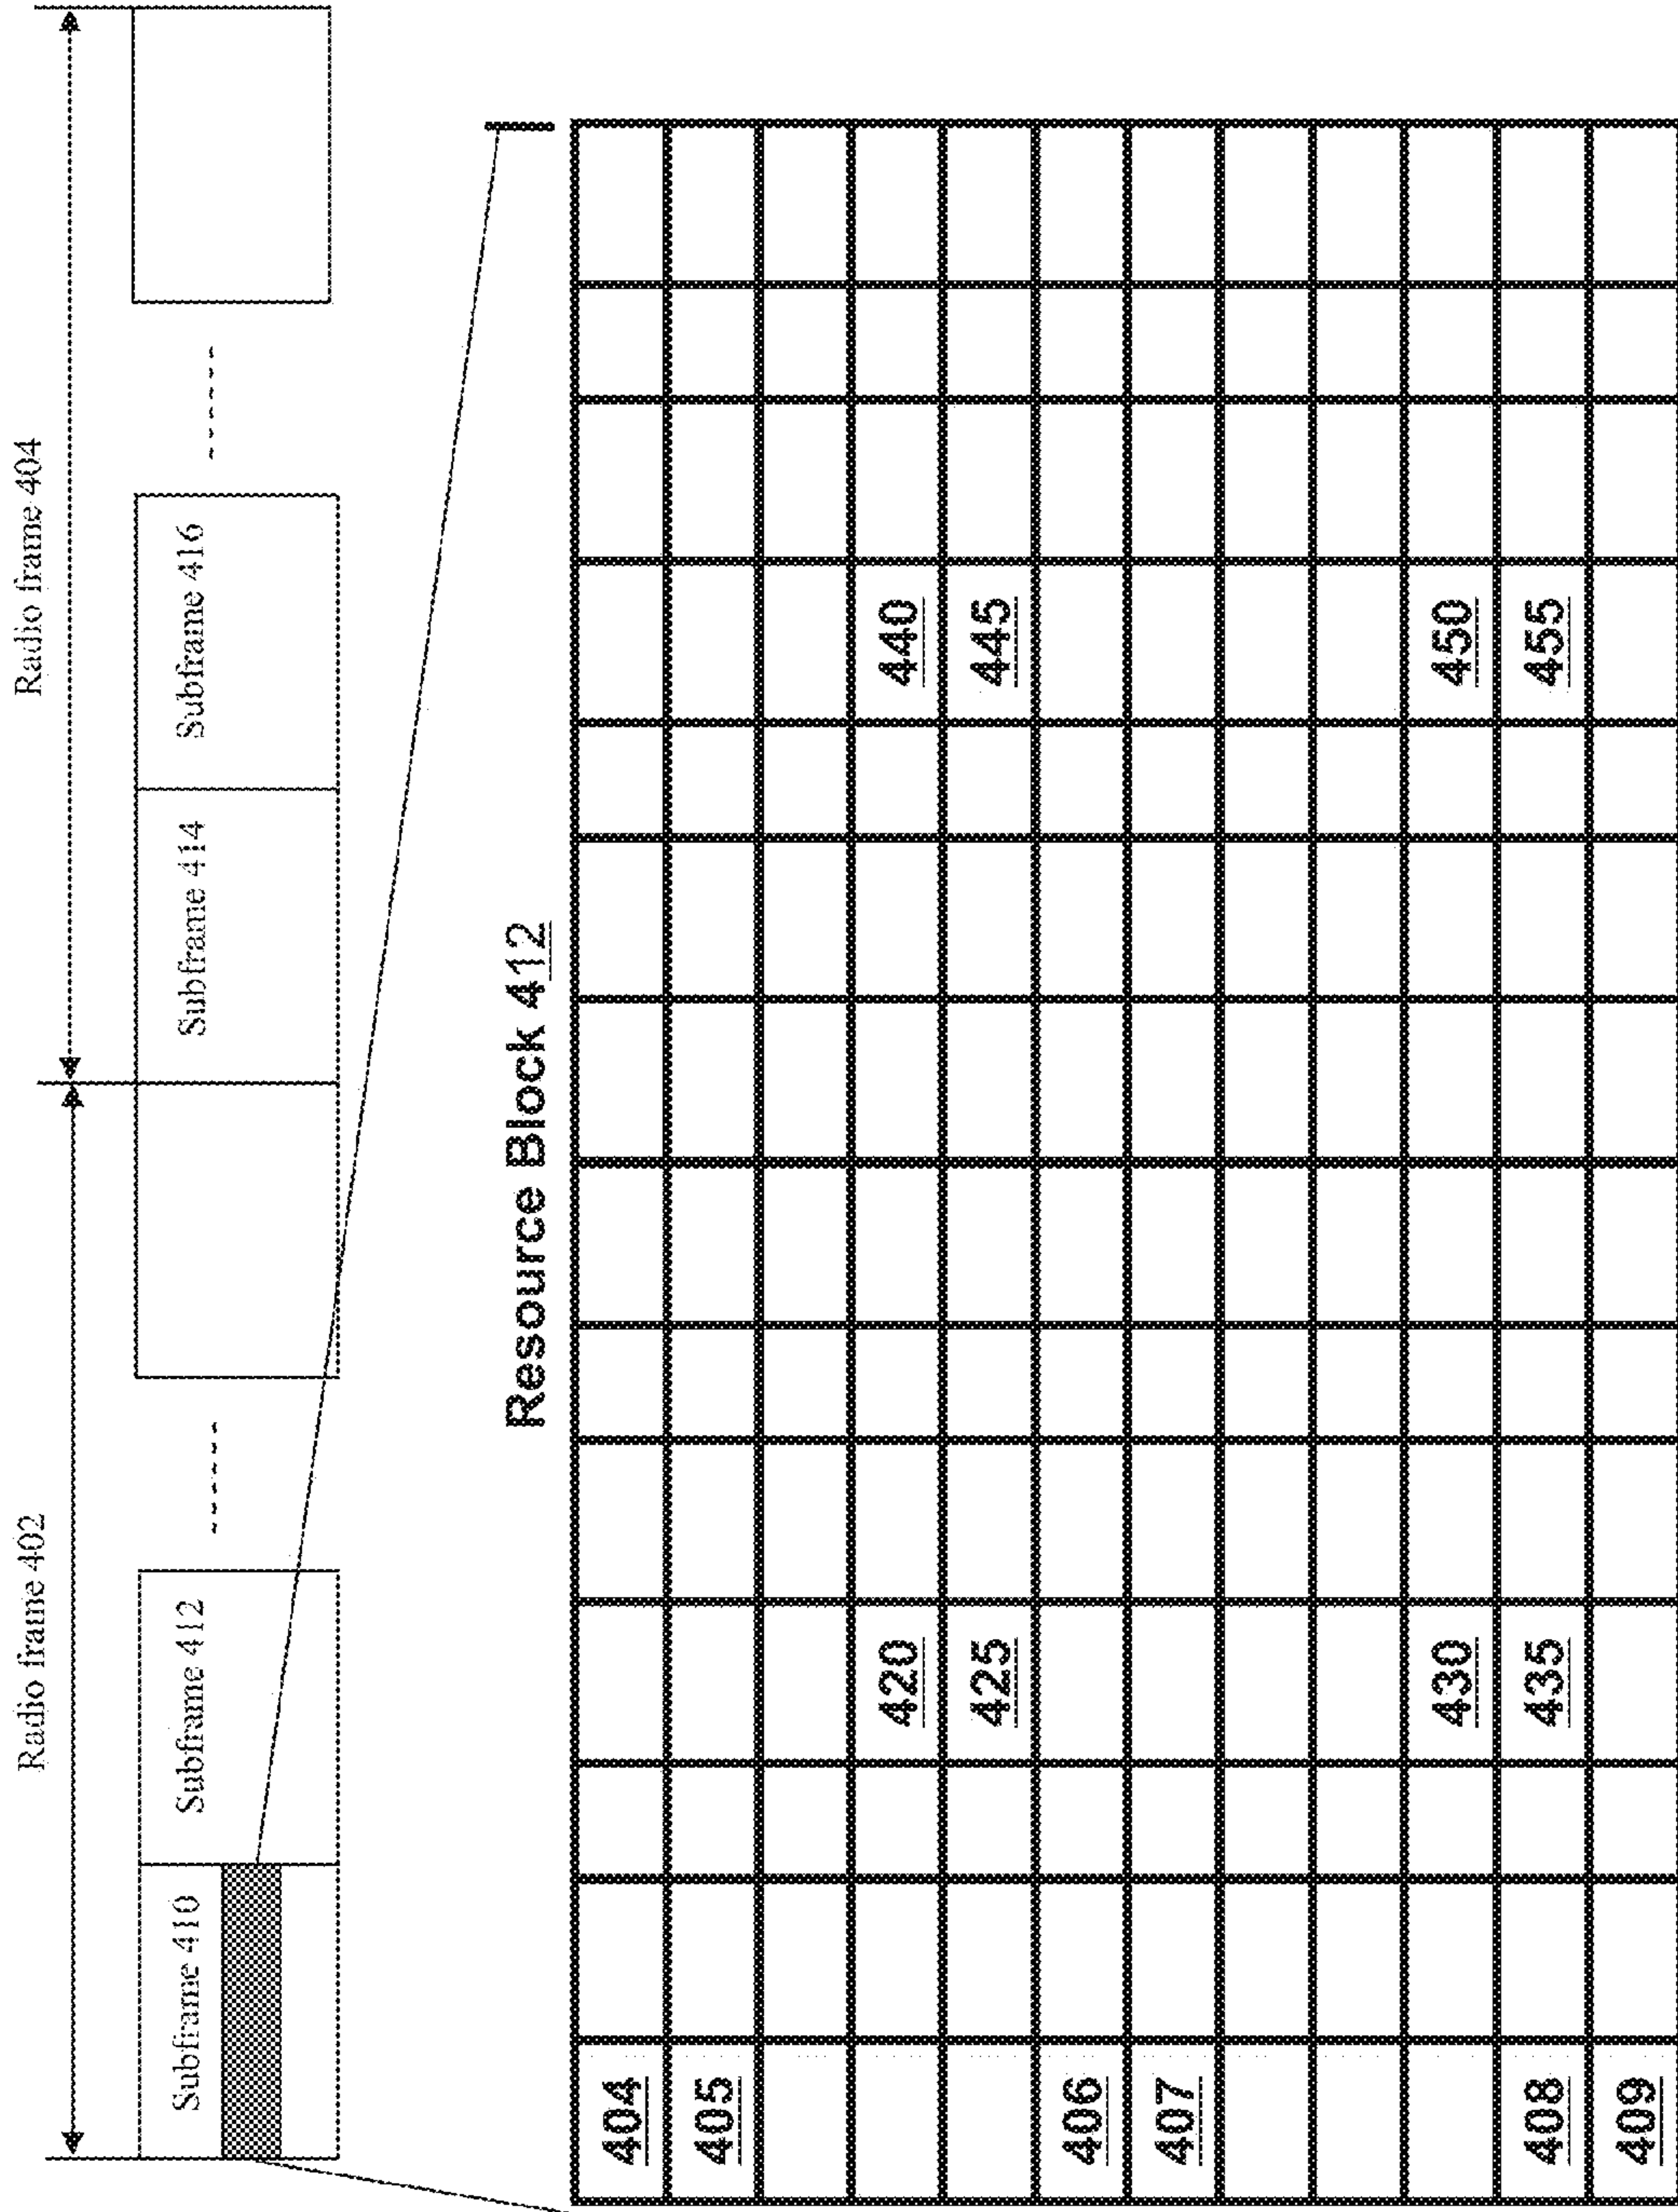 Radio frame 402
Radio frame 404
Subframe 410
Subframe 412
Subframe 414
Subframe 416
Resource Block 412
404
405
420
440
425
445
406
407
430
450
408
435
455
409